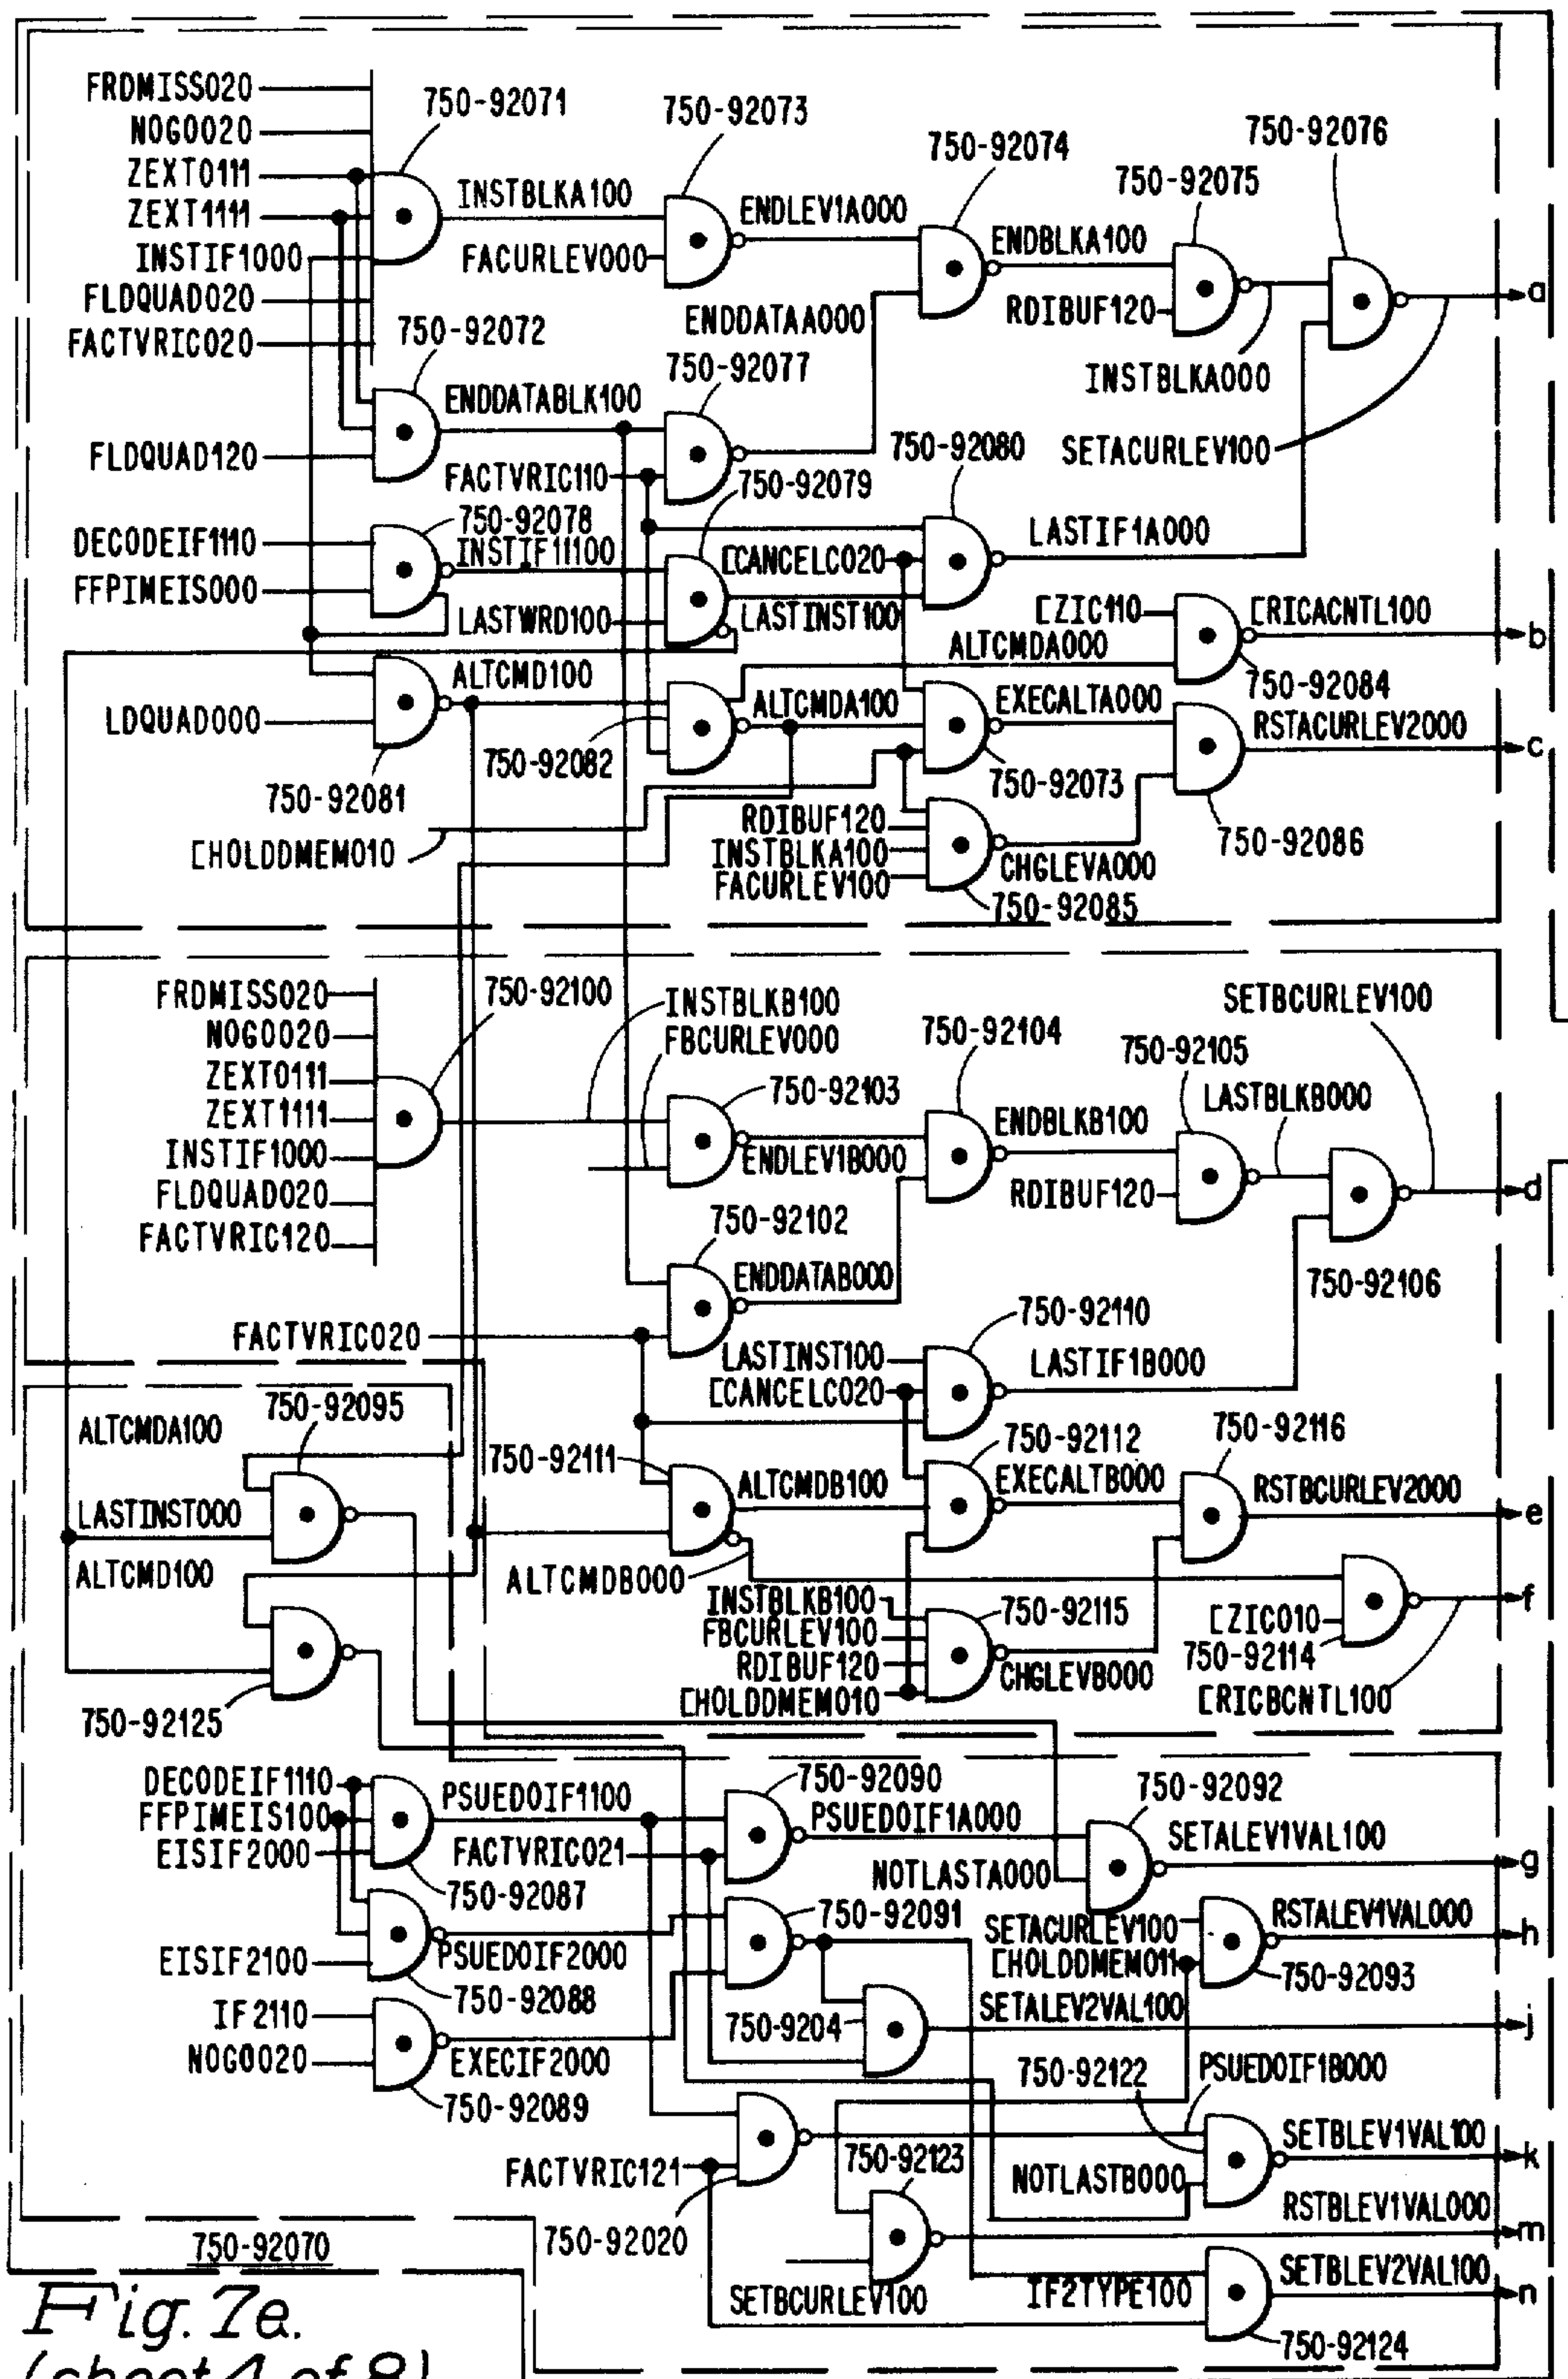 FRDMISS020
NOGO020
ZEXT0111
ZEXT1111
INSTIF1000
FLDQUAD020
FACTVRIC020
750-92071
INSTBLKA100
750-92073
FACURLEV000
ENDLEV1A000
750-92074
ENDBLKA100
750-92075
RDIBUF120
750-92076
a
INSTBLKA000
SETACURLEV100
ENDDATAA000
750-92072
ENDDATABLK100
750-92077
FLDQUAD120
FACTVRIC110
750-92079
750-92080
LASTIF1A000
DECODEIF1110
FFPIMEIS000
750-92078
INSTIF11100
[CANCELC020
LASTWRD100
LASTINST100
[ZIC110
[RICACNTL100
b
ALTCMDA000
750-92084
LDQUAD000
ALTCMD100
750-92081
750-92082
ALTCMDA100
EXECALTA000
750-92073
RSTACURLEV2000
c
750-92086
[HOLDDMEM010
RDIBUF120
INSTBLKA100
FACURLEV100
CHGLEVA000
750-92085
FRDMISS020
NOGO020
ZEXT0111
ZEXT1111
INSTIF1000
FLDQUAD020
FACTVRIC120
750-92100
INSTBLKB100
FBCURLEV000
750-92103
ENDLEV1B000
750-92104
ENDBLKB100
750-92105
RDIBUF120
LASTBLKB000
SETBCURLEV100
d
750-92106
750-92102
ENDDATAB000
FACTVRIC020
750-92110
LASTINST100
[CANCELC020
LASTIF1B000
750-92095
ALTCMDA100
LASTINST000
ALTCMD100
750-92125
750-92111
ALTCMDB100
ALTCMDB000
750-92112
EXECALTB000
750-92116
RSTBCURLEV2000
e
INSTBLKB100
FBCURLEV100
RDIBUF120
[HOLDDMEM010
750-92115
CHGLEVB000
f
[ZIC010
750-92114
[RICBCNTL100
DECODEIF1110
FFPIMEIS100
EISIF2000
PSUEDOIF1100
750-92087
FACTVRIC021
750-92090
PSUEDOIF1A000
NOTLASTA000
750-92092
SETALEV1VAL100
g
EISIF2100
PSUEDOIF2000
750-92088
750-92091
SETACURLEV100
[HOLDDMEM011
RSTALEV1VAL000
h
750-92093
IF2110
NOGO020
EXECIF2000
750-92089
750-9204
SETALEV2VAL100
j
750-92122
PSUEDOIF1B000
FACTVRIC121
750-92020
750-92123
NOTLASTB000
SETBLEV1VAL100
k
RSTBLEV1VAL000
m
SETBCURLEV100
IF2TYPE100
SETBLEV2VAL100
n
750-92124
750-92070
Fig. 7e.
(sheet 4 of 8)